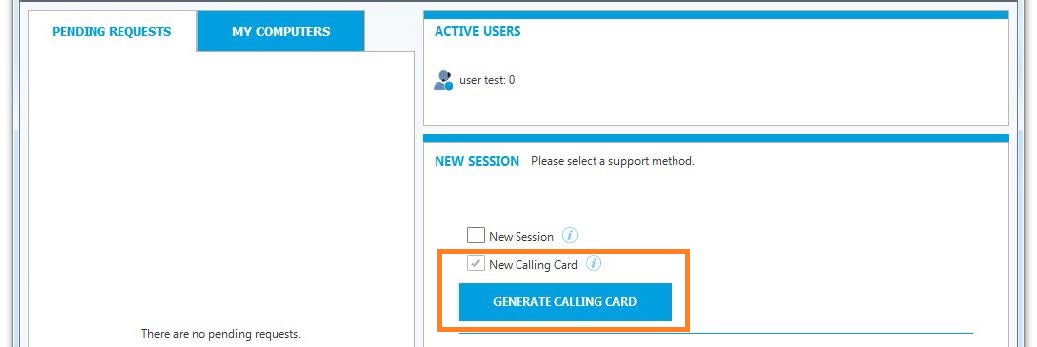 PENDING REQUESTS
MY COMPUTERS
There are no pending requests.
ACTIVE USERS
user test: 0
NEW SESSION Please select a support method.
New Session
New Calling Card
GENERATE CALLING CARD